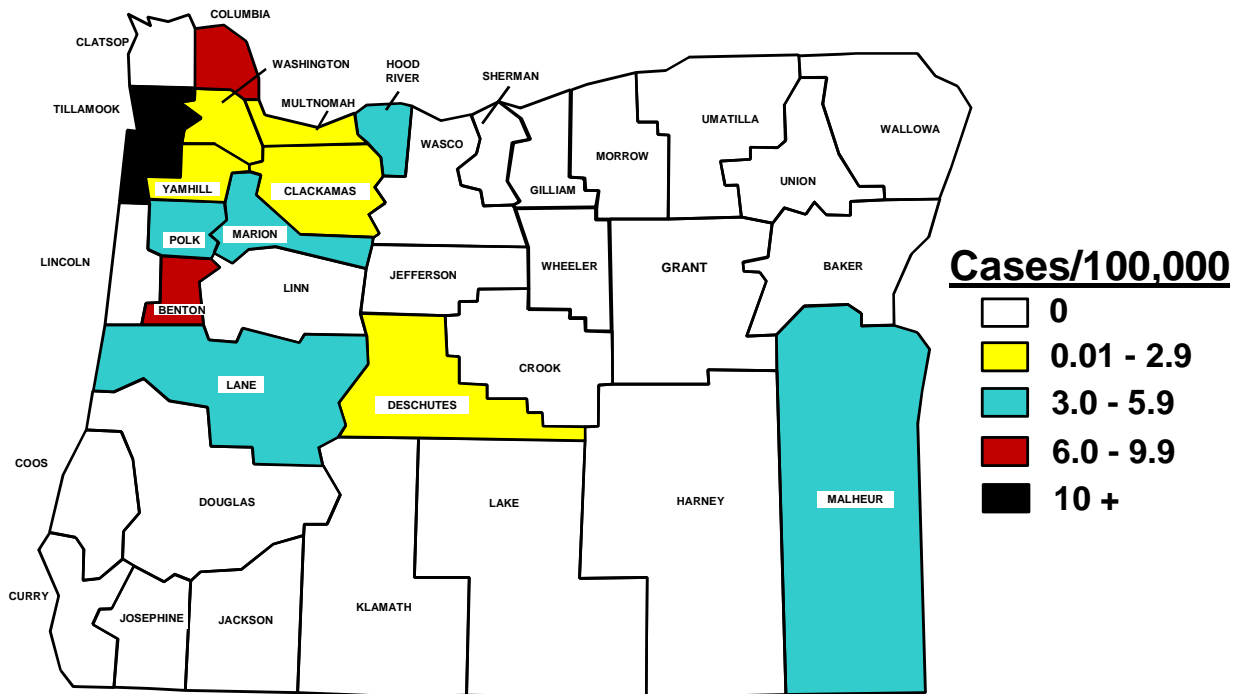 COLUMBIA
CLATSOP
WASHINGTON
HOOD
RIVER
SHERMAN
TILLAMOOK
MULTNOMAH
UMATILLA
WALLOWA
WASCO
MORROW
UNION
YAMHILL
CLACKAMAS
GILLIAM
POLK
MARION
LINCOLN
JEFFERSON
WHEELER
GRANT
BAKER
LINN
BENTON
CROOK
LANE
DESCHUTES
COOS
DOUGLAS
LAKE
HARNEY
MALHEUR
CURRY
JOSEPHINE
JACKSON
KLAMATH
Cases/100,000
0
0.01 - 2.9
3.0 - 5.9
6.0 - 9.9
10 +